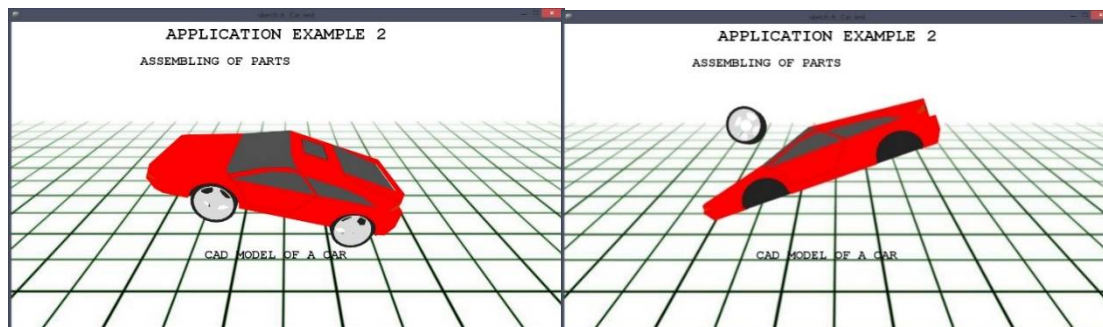 APPLICATION EXAMPLE 2
ASSEMBLING OF PARTS
CAD MODEL OF A CAR
APPLICATION EXAMPLE 2
ASSEMBLING OF PARTS
CAD MODEL OF A CAR